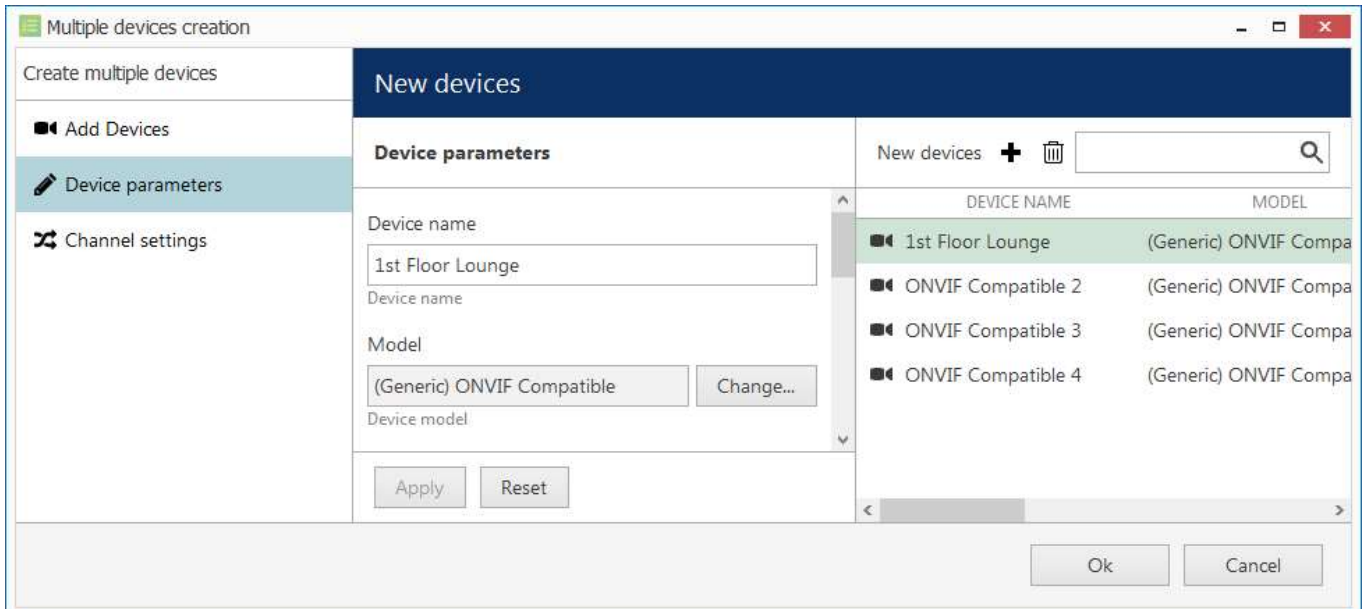 Multiple devices creation
Create multiple devices
Add Devices
Device parameters
Channel settings
New devices
Device parameters
Device name
1st Floor Lounge
Device name
Model
(Generic) ONVIF Compatible
Change...
Device model
Apply
Reset
New devices
DEVICE NAME MODEL
1st Floor Lounge (Generic) ONVIF Compa
ONVIF Compatible 2 (Generic) ONVIF Compa
ONVIF Compatible 3 (Generic) ONVIF Compa
ONVIF Compatible 4 (Generic) ONVIF Compa
Ok
Cancel